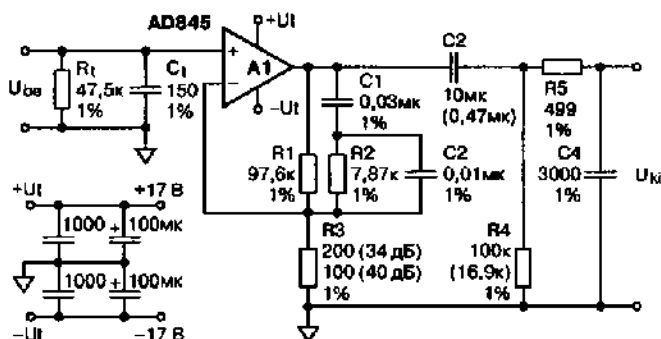 AD845
+Ut
A1
+
−
−Ut
Ube
Rt
47,5к
1%
Ct
150
1%
C1
0,03мк
1%
C2
10мк
(0,47мк)
R5
499
1%
R1
97,6к
1%
R2
7,87к
1%
C2
0,01мк
1%
C4
3000
1%
Uki
R3
200 (34 дБ)
100 (40 дБ)
1%
R4
100к
(16.9к)
1%
+Ut
+17 В
1000
+
100мк
1000
+
100мк
−Ut
−17 В